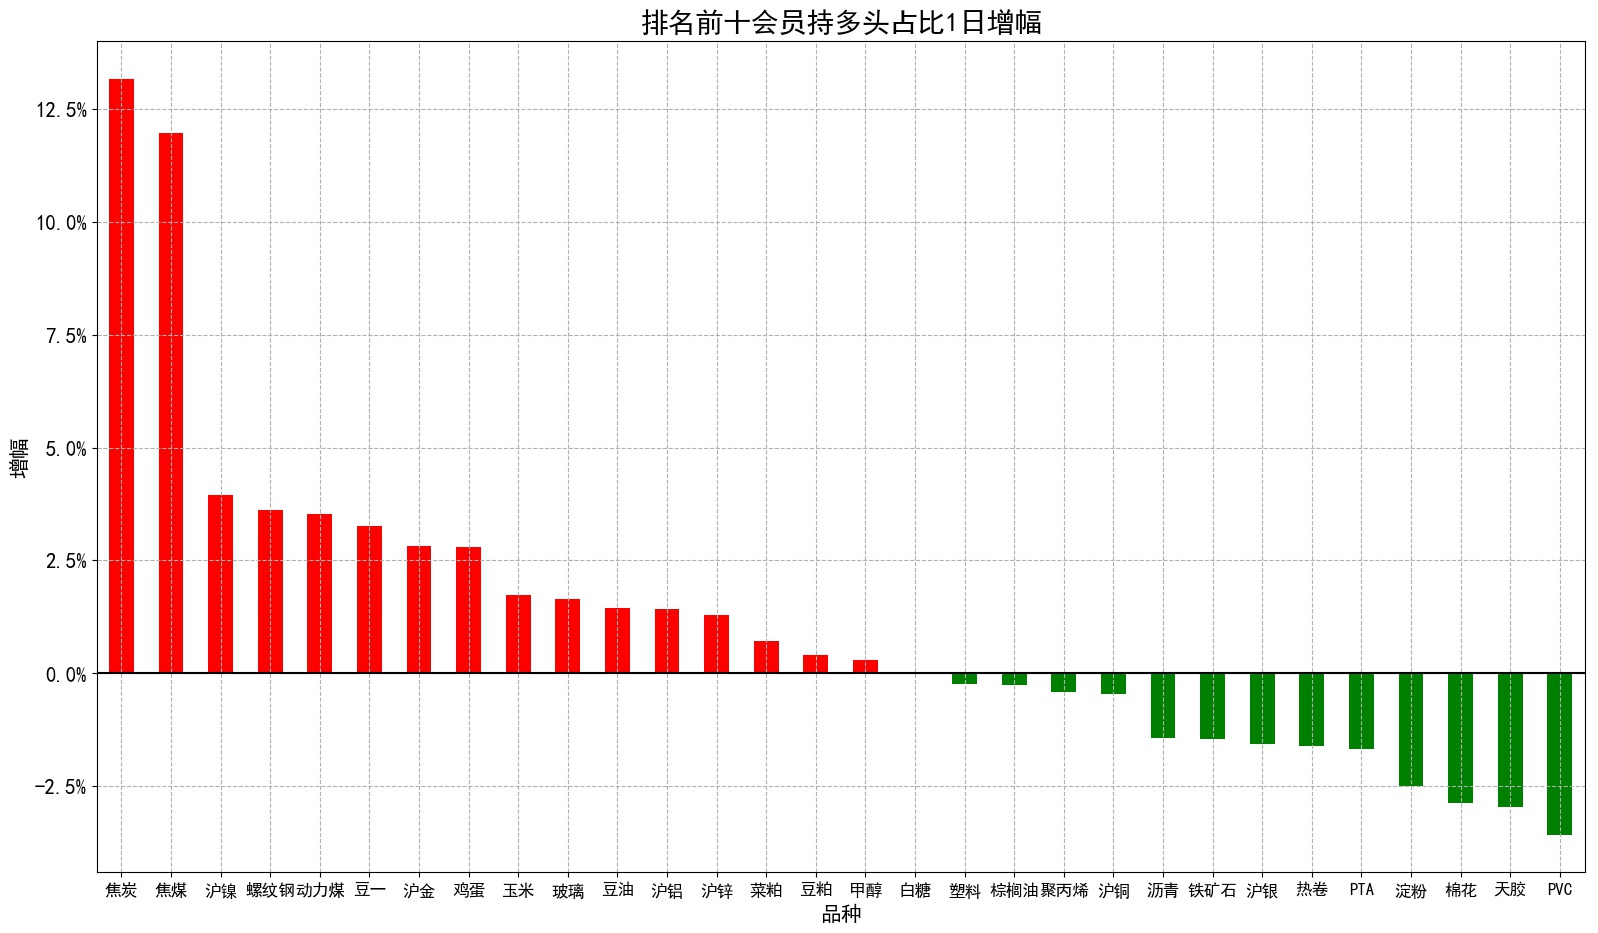 排名前十会员持多头占比1日增幅
12.5%
10.0%
7.5%
5.0%
2.5%
0.0%
−2.5%
增幅
焦炭 焦煤 沪镍 螺纹钢 动力煤 豆一 沪金 鸡蛋 玉米 玻璃 豆油 沪铝 沪锌 菜粕 豆粕 甲醇 白糖 塑料 棕榈油 聚丙烯 沪铜 沥青 铁矿石 沪银 热卷 PTA 淀粉 棉花 天胶 PVC
品种